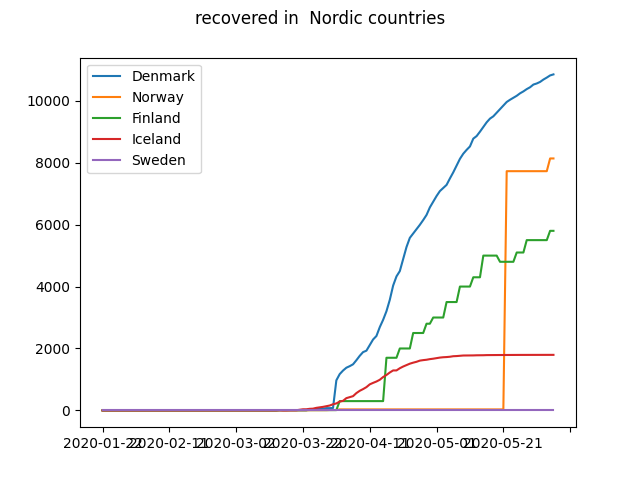 recovered in  Nordic countries
Denmark
Norway
Finland
Iceland
Sweden
10000
8000
6000
4000
2000
0
2020-01-22 2020-02-11 2020-03-02 2020-03-22 2020-04-11 2020-05-01 2020-05-21